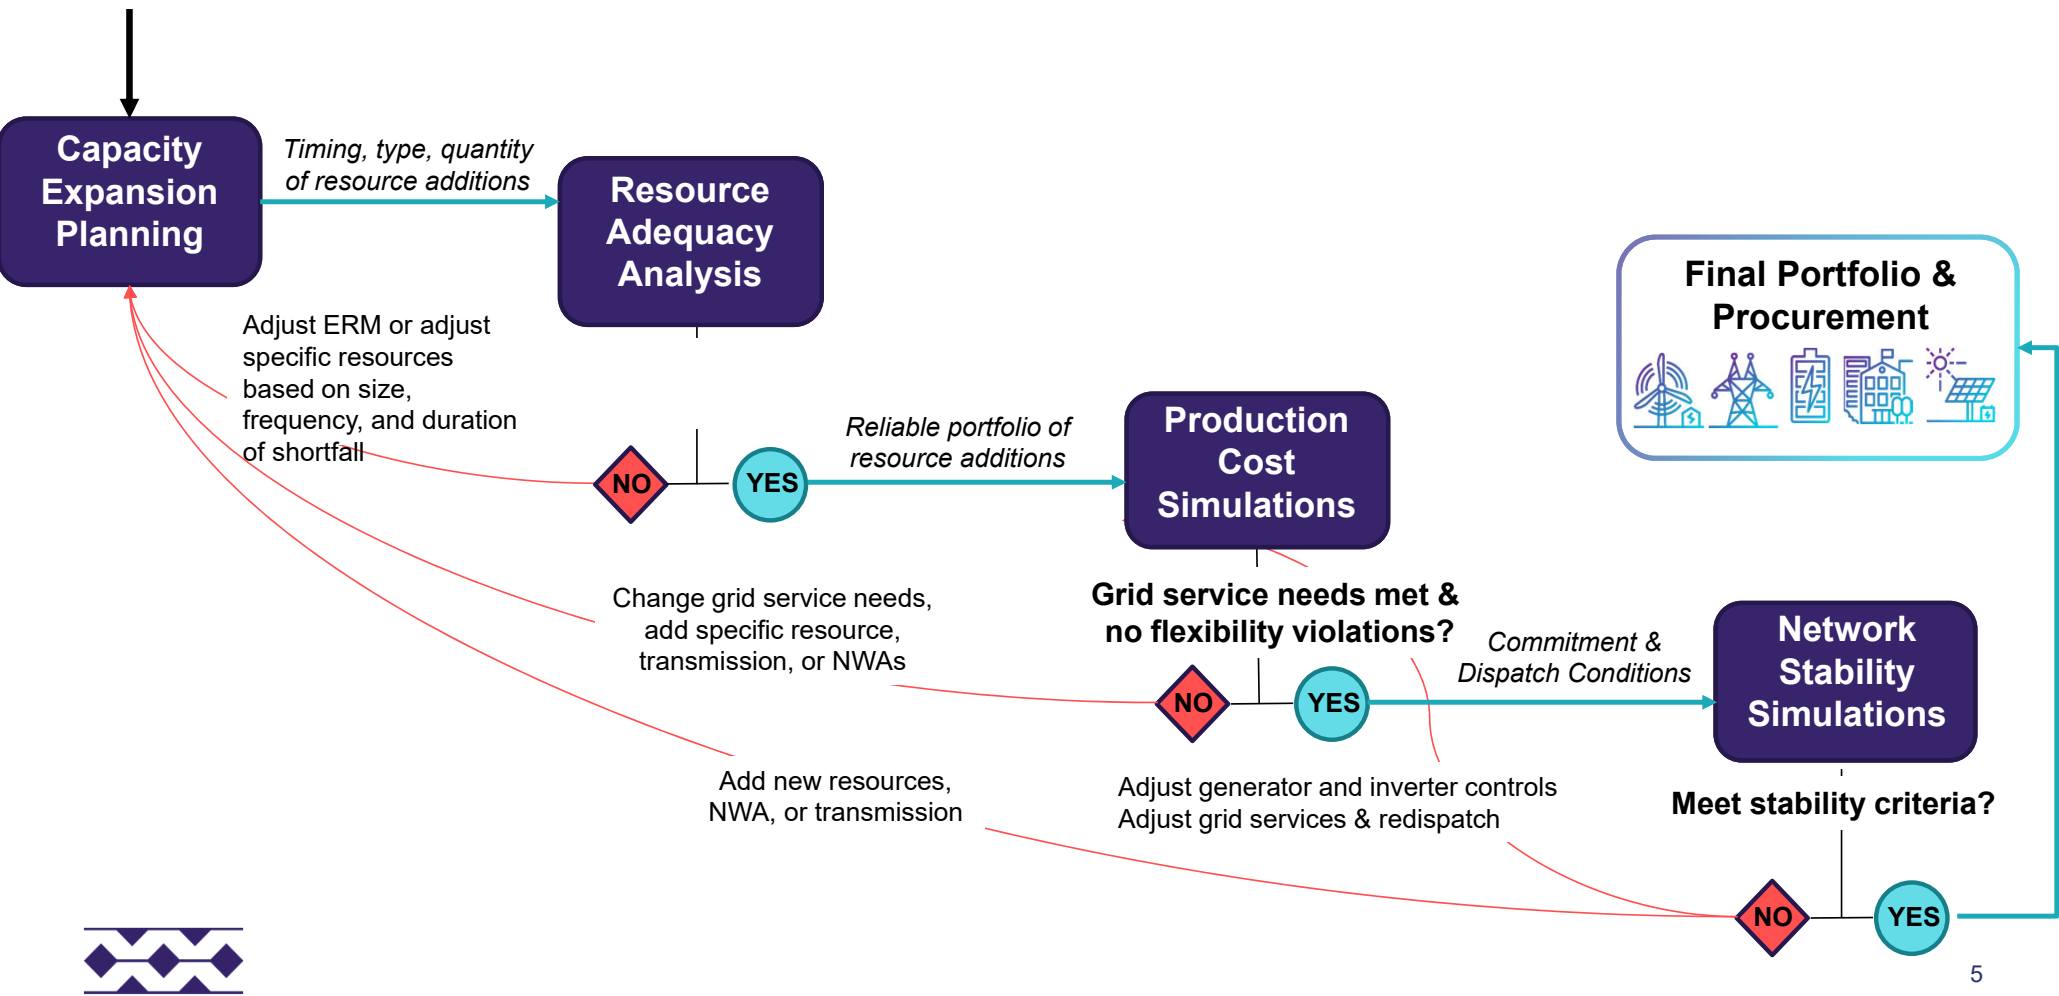 Capacity
Expansion
Planning
Timing, type, quantity
of resource additions
Resource
Adequacy
Analysis
Adjust ERM or adjust
specific resources
based on size,
frequency, and duration
of shortfall
NO
YES
Reliable portfolio of
resource additions
Production
Cost
Simulations
Final Portfolio &
Procurement
Change grid service needs,
add specific resource,
transmission, or NWAs
Grid service needs met &
no flexibility violations?
NO
YES
Commitment &
Dispatch Conditions
Network
Stability
Simulations
Add new resources,
NWA, or transmission
Adjust generator and inverter controls
Adjust grid services & redispatch
Meet stability criteria?
NO
YES
5